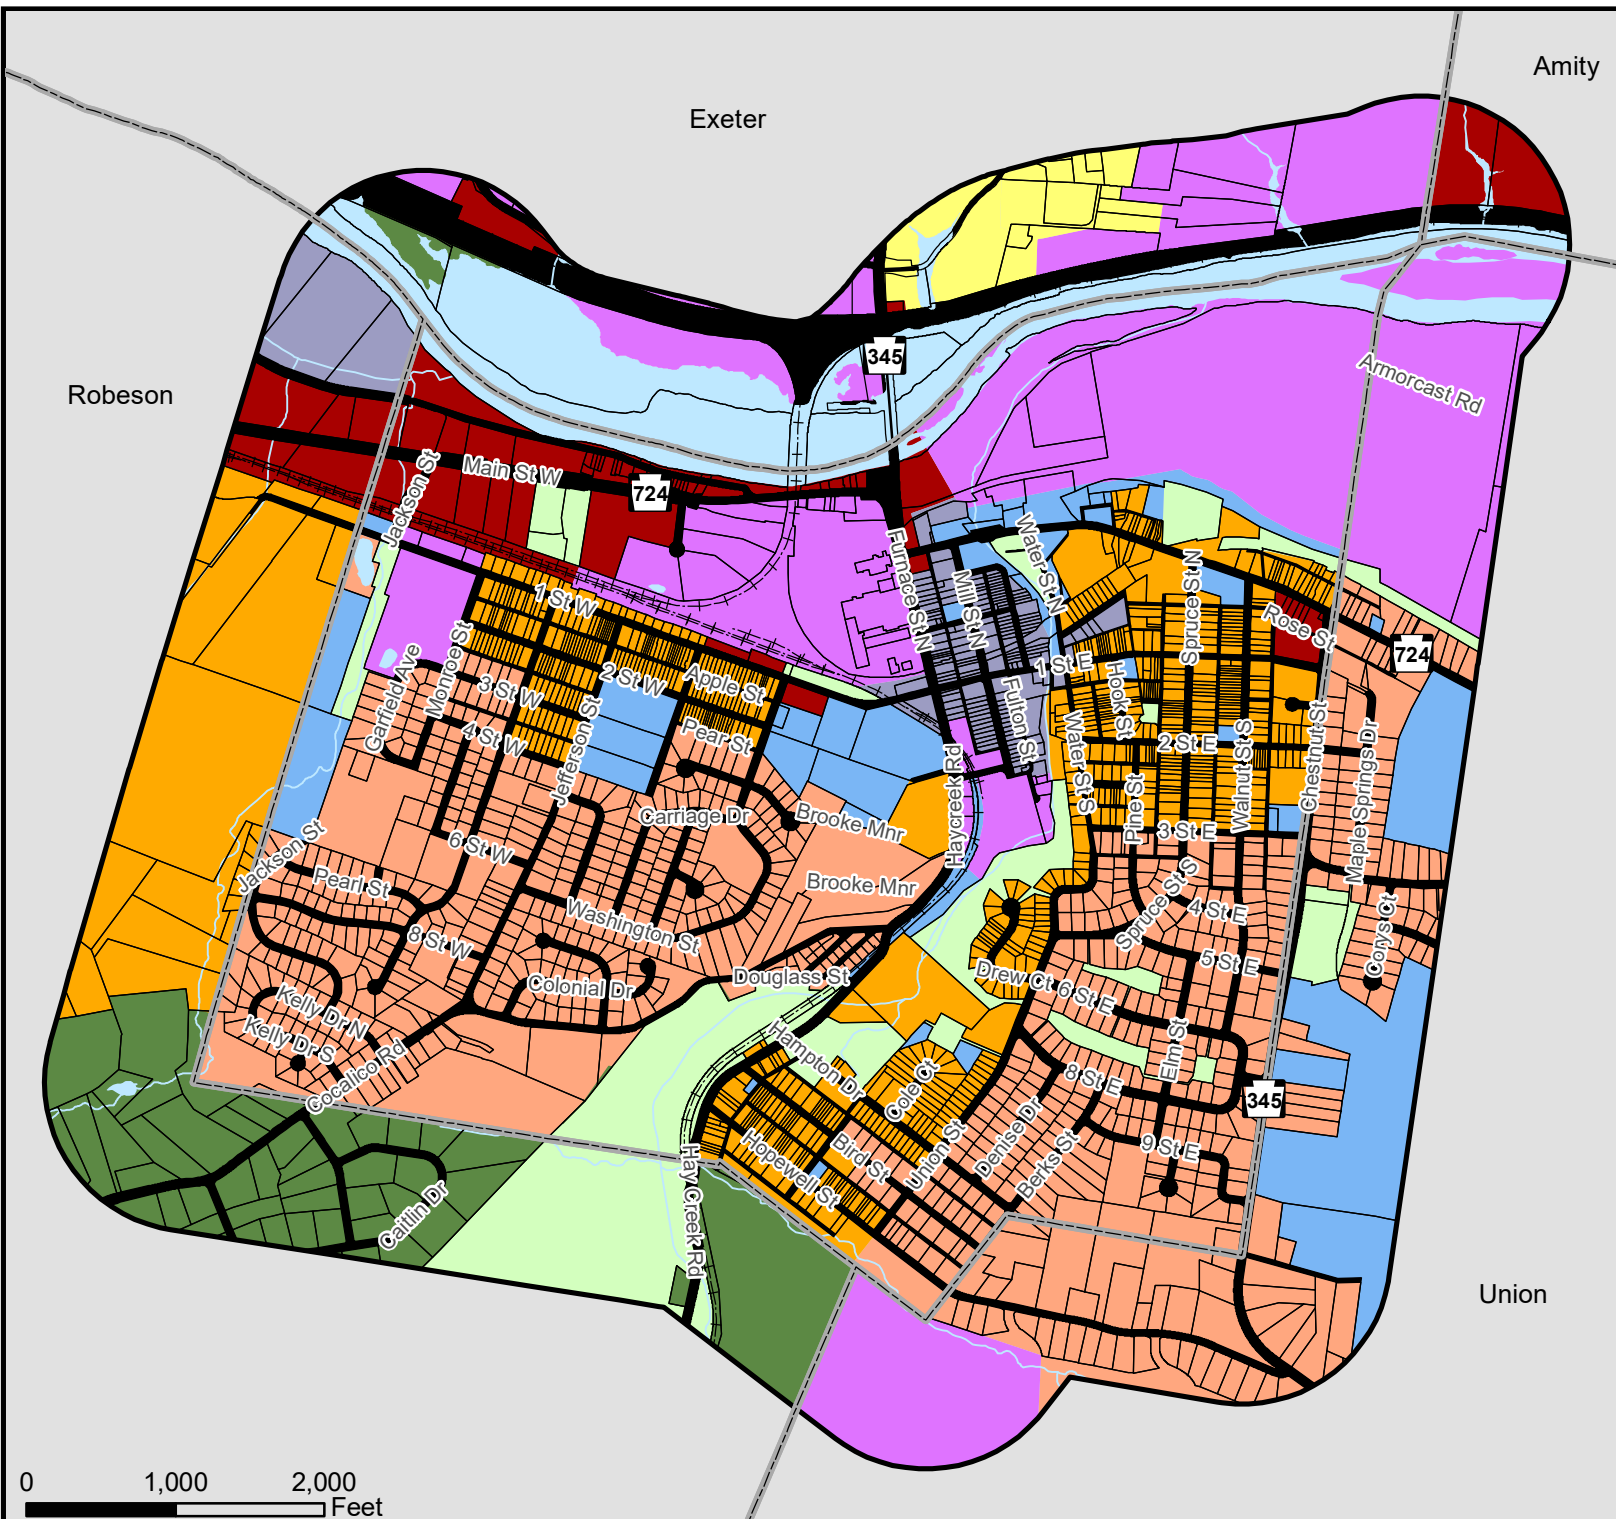 Amity
Exeter
345
Robeson
Armorcast Rd
Main St W
724
Jackson St
Water St N
Furnace St N
Mill St N
Spruce St N
1 St W
Rose St
724
1 St E
Garfield Ave
Monroe St
2 St W
Apple St
3 St W
Hook St
Fulton St
4 St W
Pear St
Jefferson St
Water St S
2 St E
Walnut St S
Chestnut St
Maple Springs Dr
Haycreek Rd
Pine St
Carriage Dr
Brooke Mnr
3 St E
6 St W
Jackson St
Pearl St
Brooke Mnr
Spruce St S
4 St E
Washington St
8 St W
Corys Ct
5 St E
Douglass St
Drew Ct
6 St E
Colonial Dr
Kelly Dr N
Kelly Dr S
Cocalico Rd
Hampton Dr
Cole Ct
Elm St
8 St E
345
Denise Dr
Union St
Bird St
Hopewell St
9 St E
Berks St
Hay Creek Rd
Caitlin Dr
Union
0 1,000 2,000
Feet